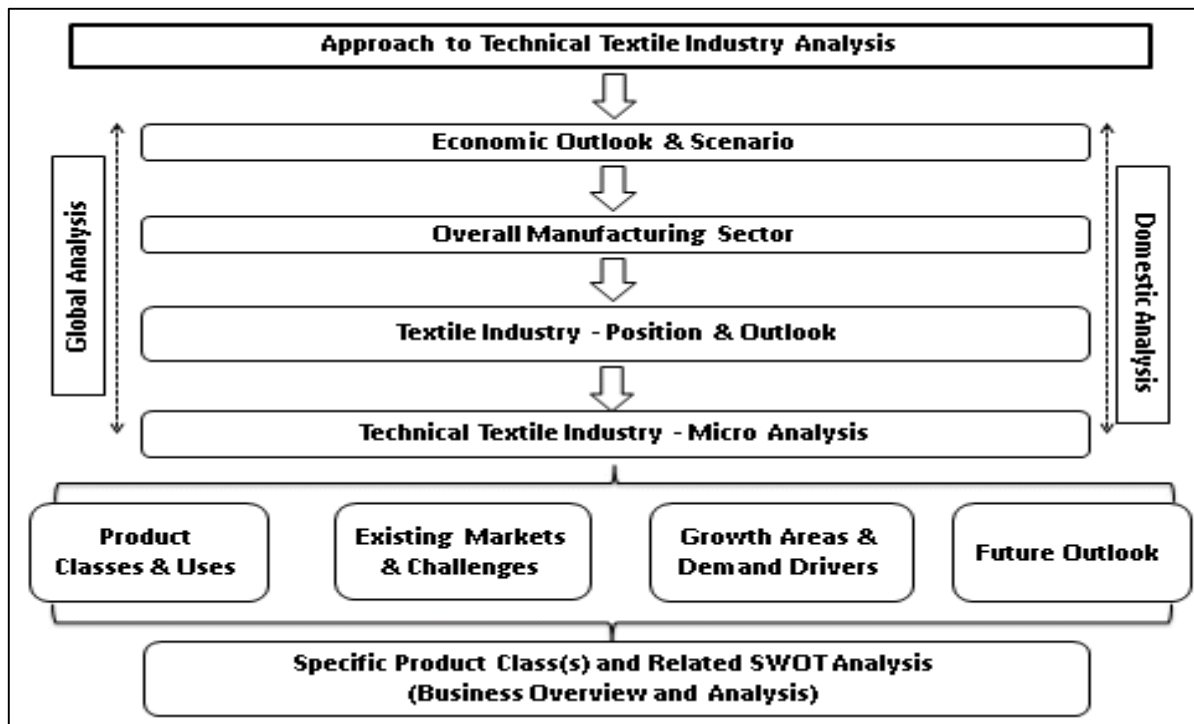 Approach to Technical Textile Industry Analysis
Economic Outlook & Scenario
Overall Manufacturing Sector
Textile Industry - Position & Outlook
Technical Textile Industry - Micro Analysis
Global Analysis
Domestic Analysis
Product
Classes & Uses
Existing Markets
& Challenges
Growth Areas &
Demand Drivers
Future Outlook
Specific Product Class(s) and Related SWOT Analysis
(Business Overview and Analysis)